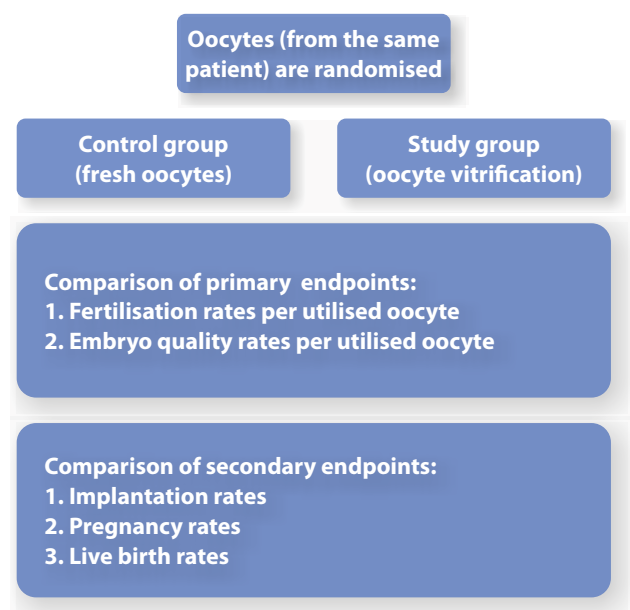 Oocytes (from the same
patient) are randomised
Control group
(fresh oocytes)
Study group
(oocyte vitrification)
Comparison of primary endpoints:
1. Fertilisation rates per utilised oocyte
2. Embryo quality rates per utilised oocyte
Comparison of secondary endpoints:
1. Implantation rates
2. Pregnancy rates
3. Live birth rates